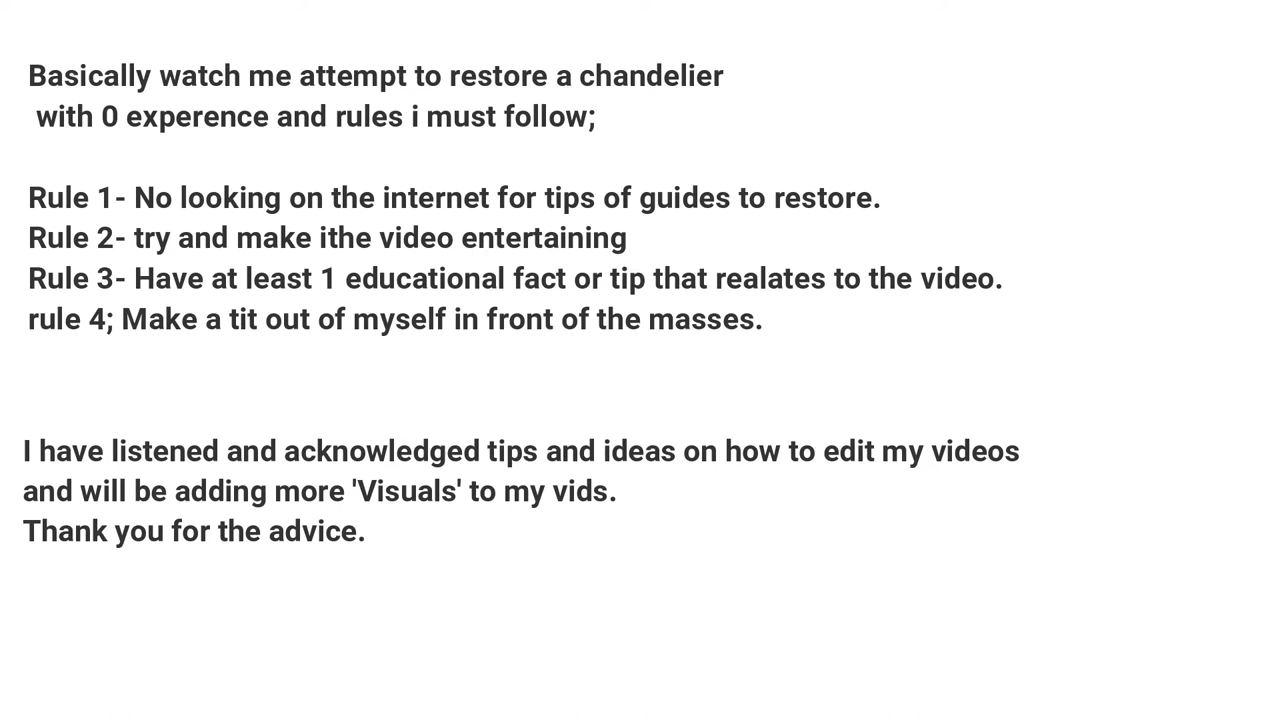 Basically watch me attempt to restore a chandelier
with 0 experence and rules i must follow;
Rule 1- No looking on the internet for tips of guides to restore.
Rule 2- try and make ithe video entertaining
Rule 3- Have at least 1 educational fact or tip that realates to the video.
rule 4; Make a tit out of myself in front of the masses.
I have listened and acknowledged tips and ideas on how to edit my videos
and will be adding more 'Visuals' to my vids.
Thank you for the advice.